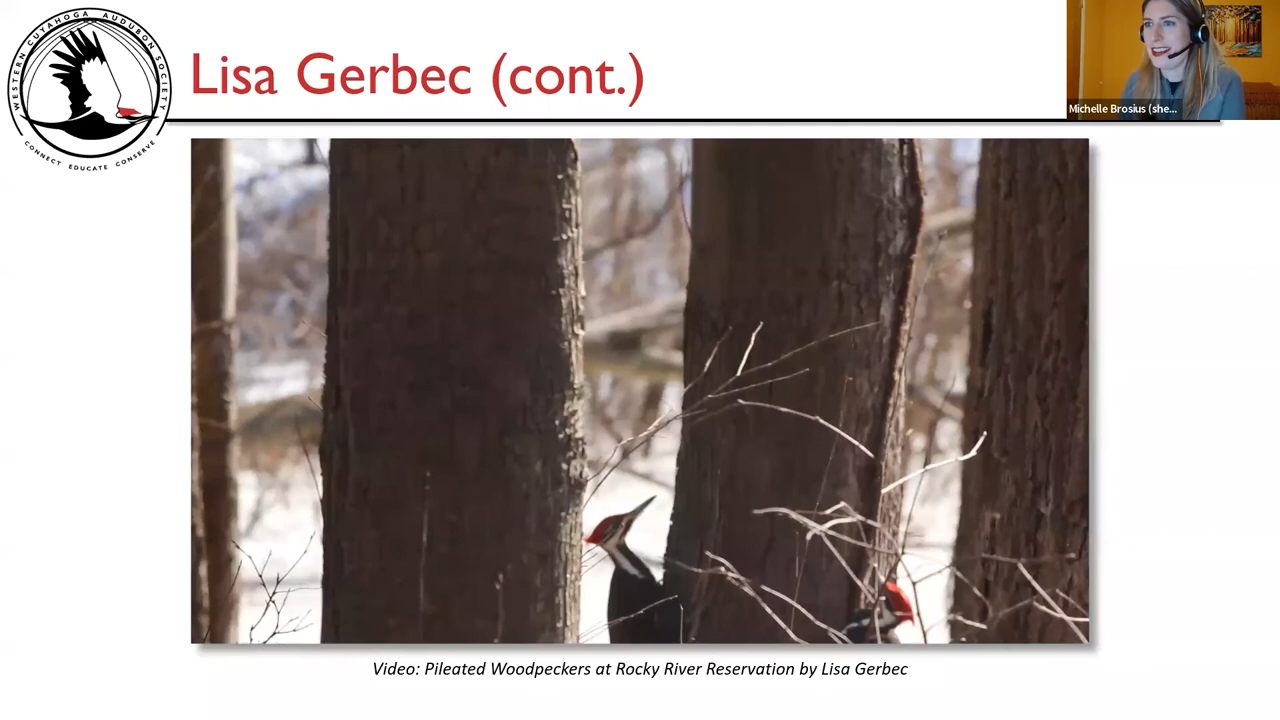 WESTERN CUYAHOGA AUDUBON SOCIETY
CONNECT EDUCATE CONSERVE
Lisa Gerbec (cont.)
Michelle Brosius (she...
Video: Pileated Woodpeckers at Rocky River Reservation by Lisa Gerbec